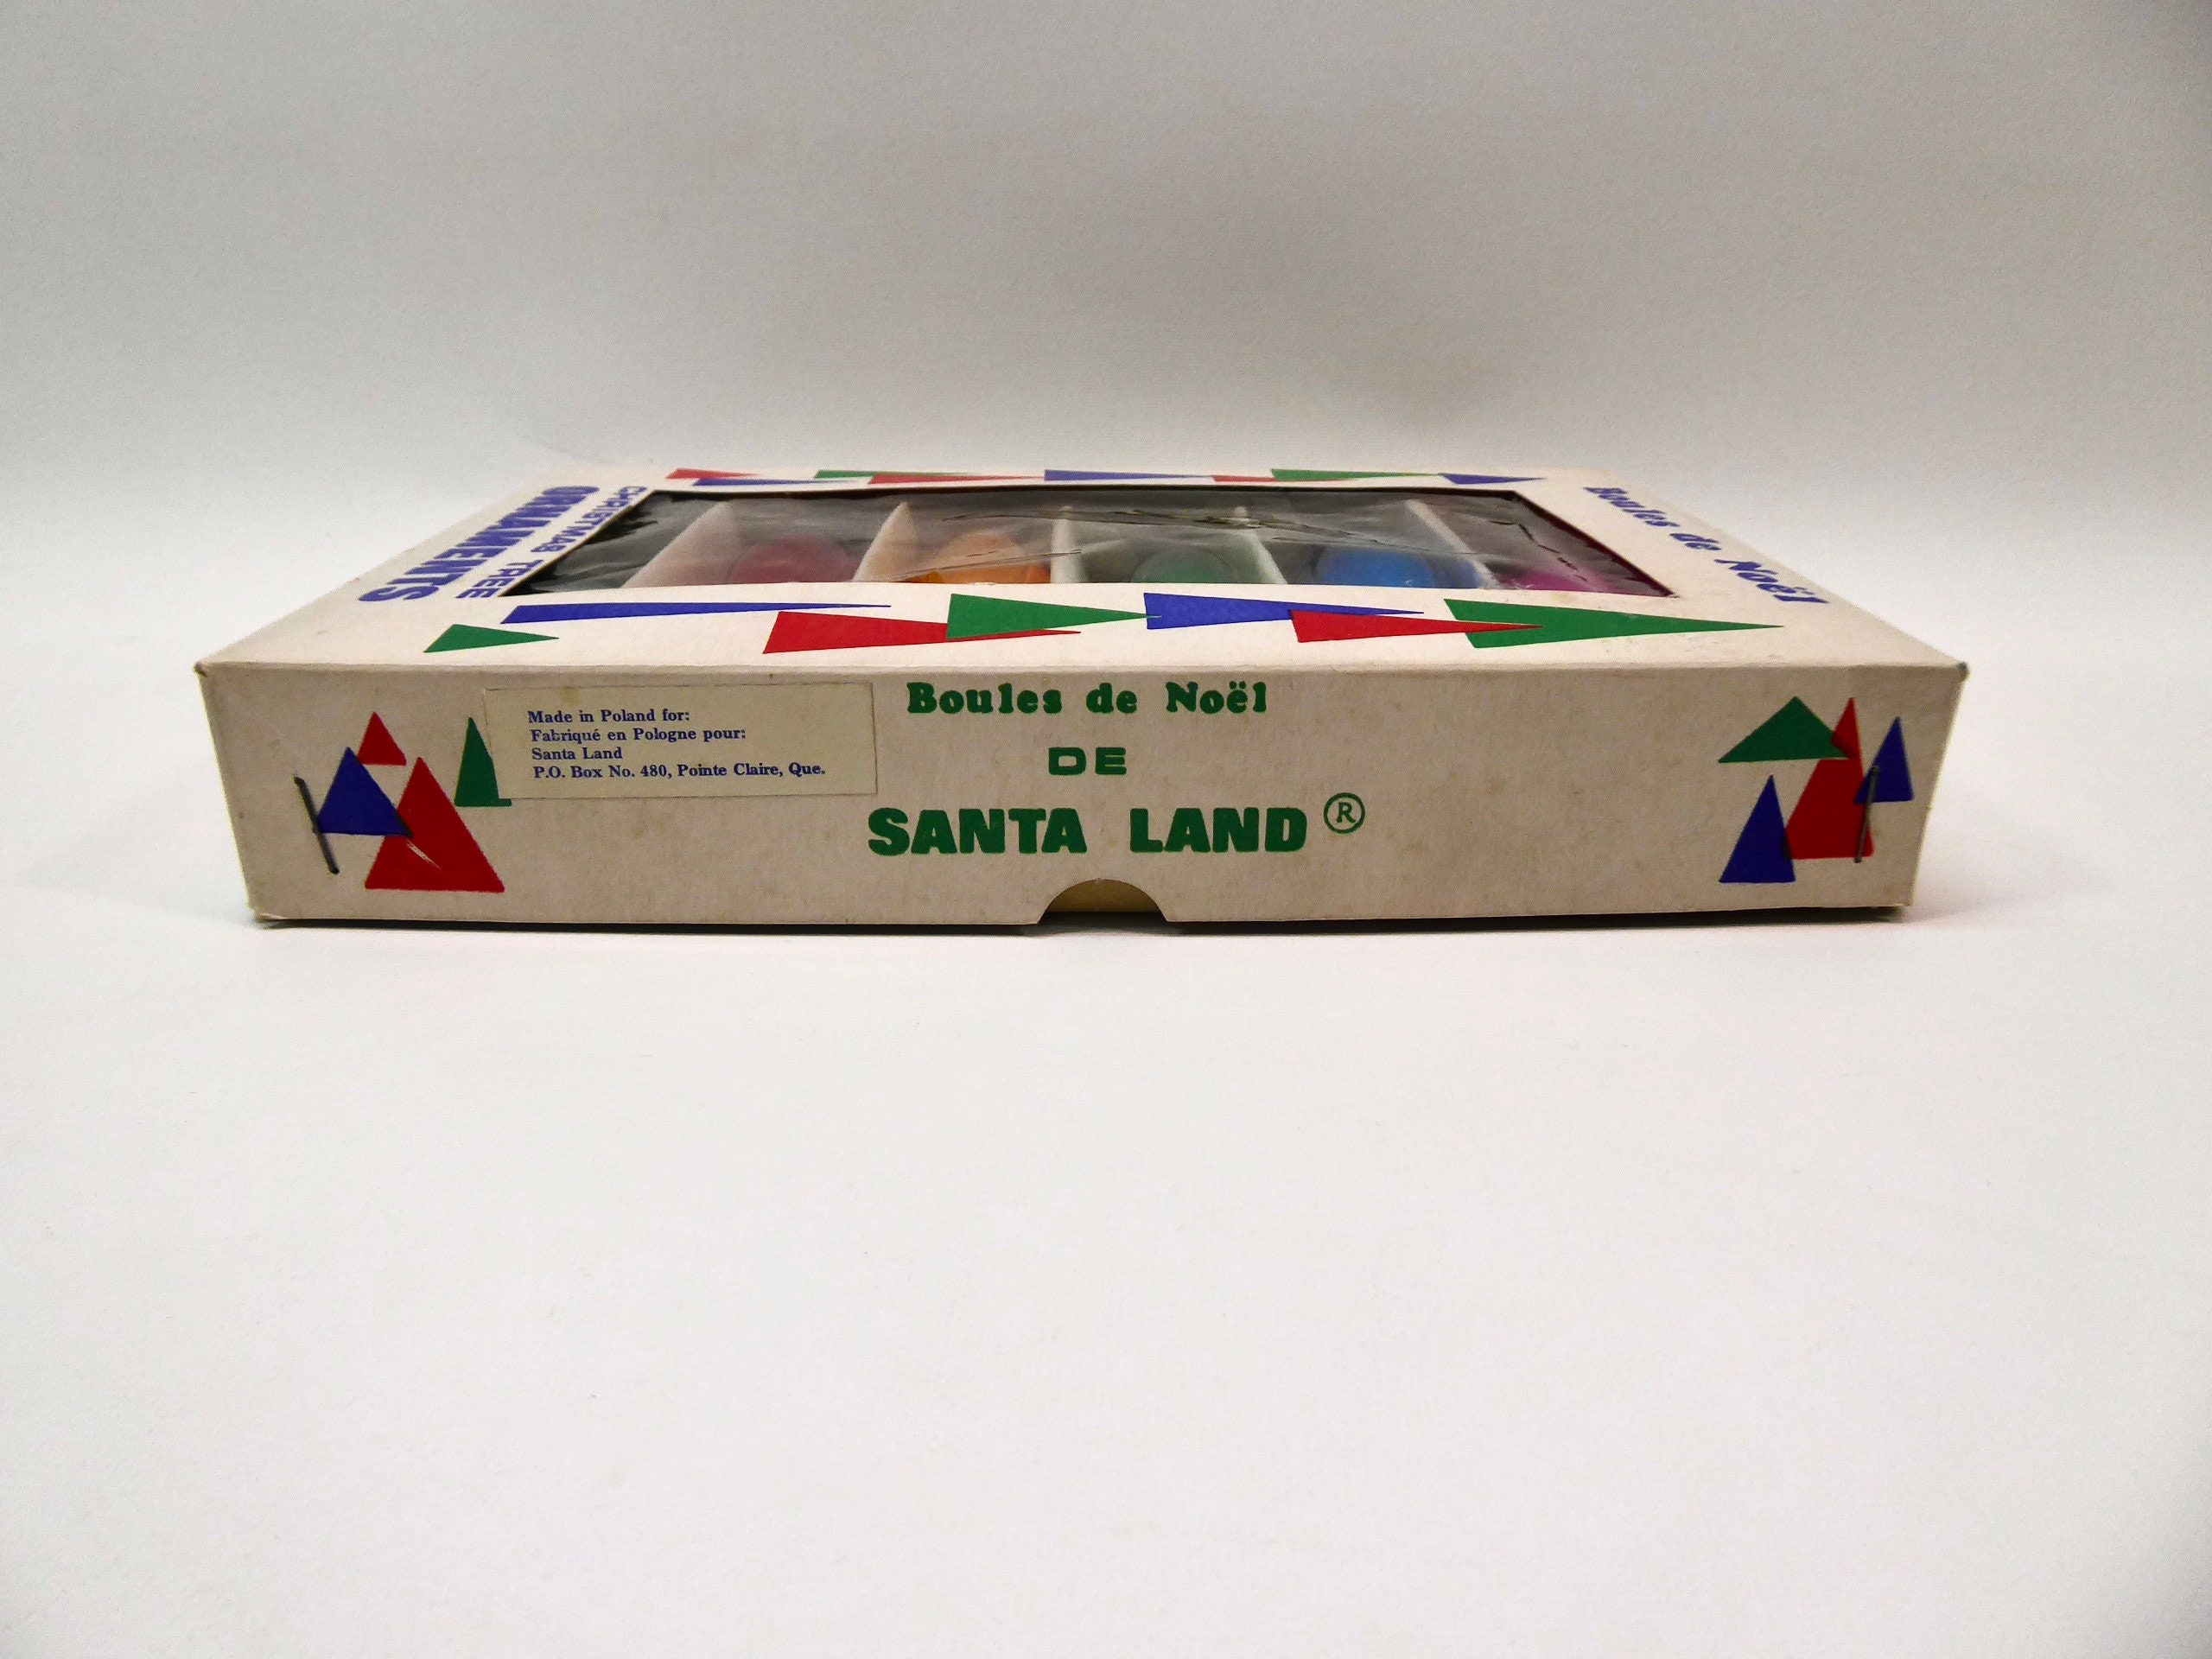 CHRISTMAS TREE
ORNAMENTS
Boules de Noël
Made in Poland for:
Fabriqué en Pologne pour:
Santa Land
P.O. Box No. 480, Pointe Claire, Que.
Boules de Noël
DE
SANTA LAND®